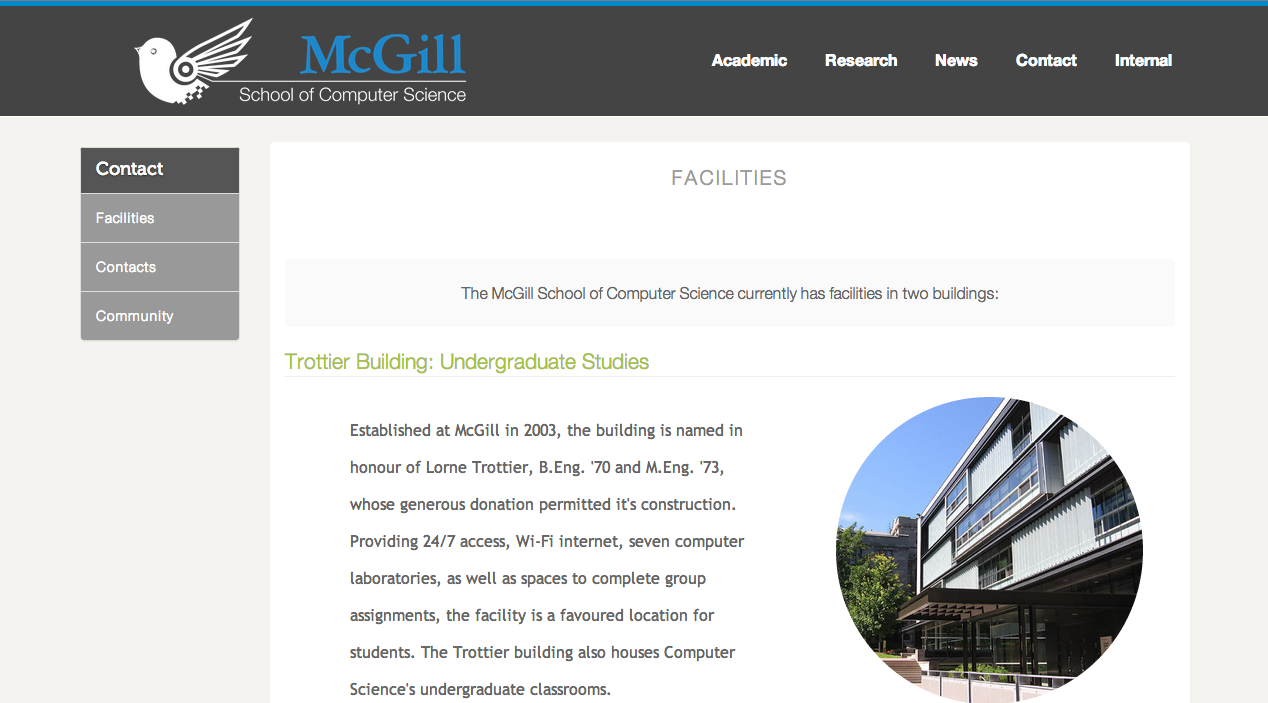 McGill
School of Computer Science
Academic Research News Contact Internal
Contact
Facilities
Contacts
Community
FACILITIES
The McGill School of Computer Science currently has facilities in two buildings:
Trottier Building: Undergraduate Studies
Established at McGill in 2003, the building is named in
honour of Lorne Trottier, B.Eng. '70 and M.Eng. '73,
whose generous donation permitted it's construction.
Providing 24/7 access, Wi-Fi internet, seven computer
laboratories, as well as spaces to complete group
assignments, the facility is a favoured location for
students. The Trottier building also houses Computer
Science's undergraduate classrooms.